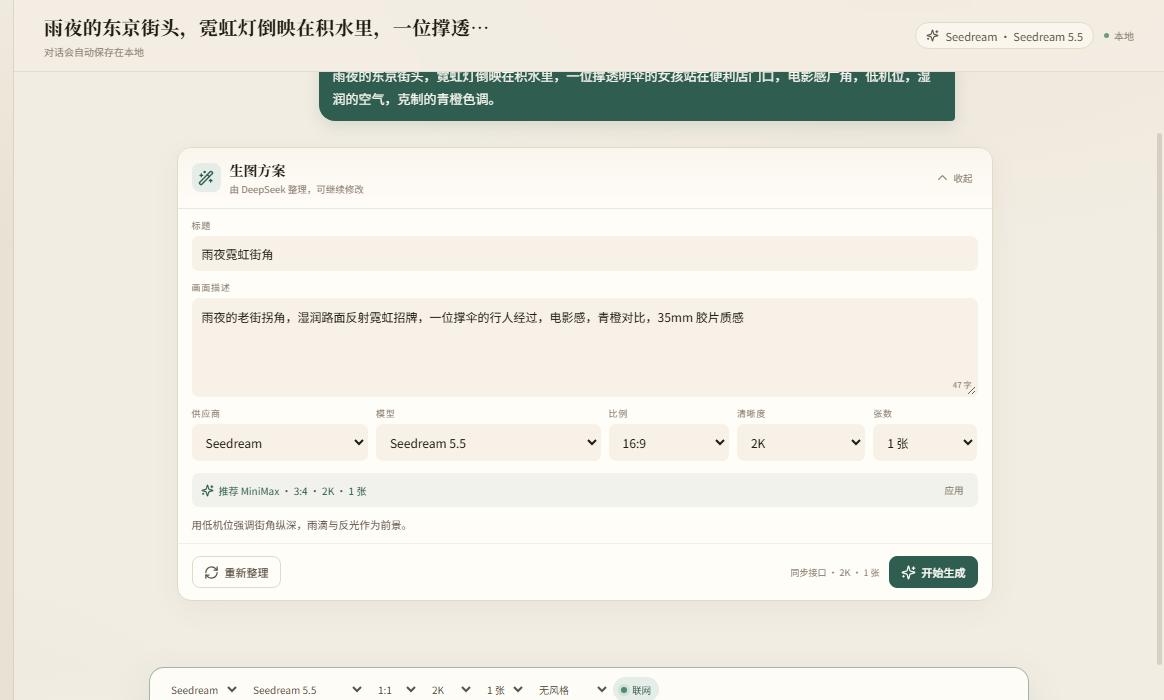 雨夜的东京街头，霓虹灯倒映在积水里，一位撑透…
对话会自动保存在本地
Seedream · Seedream 5.5
本地
雨夜的东京街头，霓虹灯倒映在积水里，一位撑透明伞的女孩站在便利店门口，电影感广角，低机位，湿
润的空气，克制的青橙色调。
生图方案
由 DeepSeek 整理，可继续修改
收起
标题
雨夜霓虹街角
画面描述
雨夜的老街拐角，湿润路面反射霓虹招牌，一位撑伞的行人经过，电影感，青橙对比，35mm 胶片质感
47 字
供应商 模型 比例 清晰度 张数
Seedream Seedream 5.5 16:9 2K 1 张
推荐 MiniMax · 3:4 · 2K · 1 张 应用
用低机位强调街角纵深，雨滴与反光作为前景。
重新整理 同步接口 · 2K · 1 张 开始生成
Seedream Seedream 5.5 1:1 2K 1 张 无风格 联网